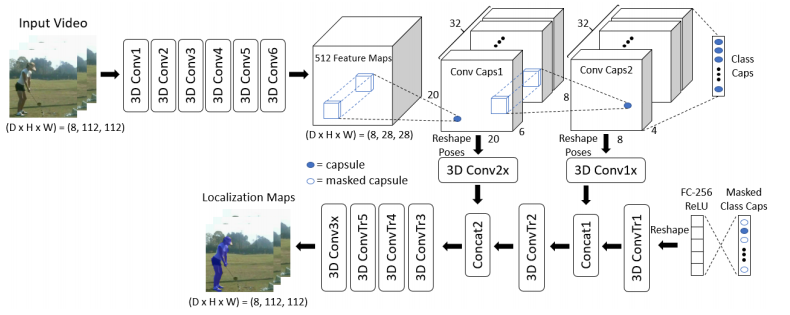 Input Video
(D x H x W) = (8, 112, 112)
3D Conv1
3D Conv2
3D Conv3
3D Conv4
3D Conv5
3D Conv6
512 Feature Maps
(D x H x W) = (8, 28, 28)
32
Conv Caps1
20
20
6
32
Conv Caps2
8
8
4
Class
Caps
Reshape
Poses
Reshape
Poses
= capsule
= masked capsule
3D Conv2x
3D Conv1x
Localization Maps
(D x H x W) = (8, 112, 112)
3D Conv3x
3D ConvTr5
3D ConvTr4
3D ConvTr3
Concat2
3D ConvTr2
Concat1
3D ConvTr1
Reshape
FC-256
ReLU
Masked
Class Caps